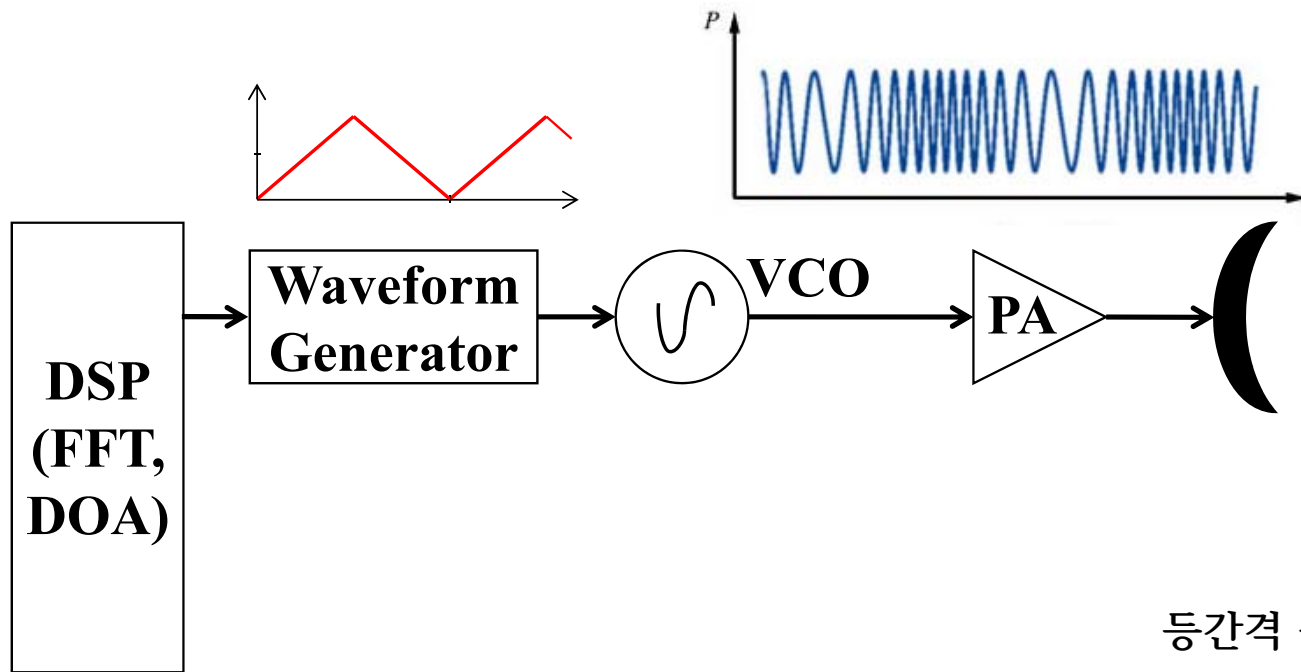 P
Waveform
Generator
VCO
PA
DSP
(FFT,
DOA)
등간격